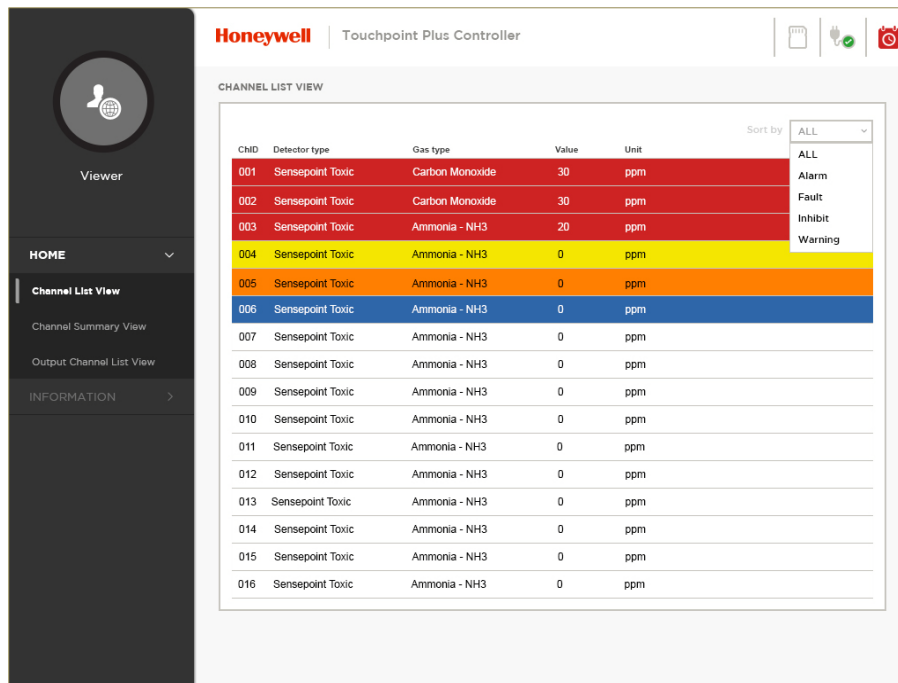 Honeywell Touchpoint Plus Controller
Viewer
HOME
Channel List View
Channel Summary View
Output Channel List View
INFORMATION
CHANNEL LIST VIEW
Sort by ALL
ALL
Alarm
Fault
Inhibit
Warning
ChID Detector type Gas type Value Unit
001 Sensepoint Toxic Carbon Monoxide 30 ppm
002 Sensepoint Toxic Carbon Monoxide 30 ppm
003 Sensepoint Toxic Ammonia - NH3 20 ppm
004 Sensepoint Toxic Ammonia - NH3 0 ppm
005 Sensepoint Toxic Ammonia - NH3 0 ppm
006 Sensepoint Toxic Ammonia - NH3 0 ppm
007 Sensepoint Toxic Ammonia - NH3 0 ppm
008 Sensepoint Toxic Ammonia - NH3 0 ppm
009 Sensepoint Toxic Ammonia - NH3 0 ppm
010 Sensepoint Toxic Ammonia - NH3 0 ppm
011 Sensepoint Toxic Ammonia - NH3 0 ppm
012 Sensepoint Toxic Ammonia - NH3 0 ppm
013 Sensepoint Toxic Ammonia - NH3 0 ppm
014 Sensepoint Toxic Ammonia - NH3 0 ppm
015 Sensepoint Toxic Ammonia - NH3 0 ppm
016 Sensepoint Toxic Ammonia - NH3 0 ppm